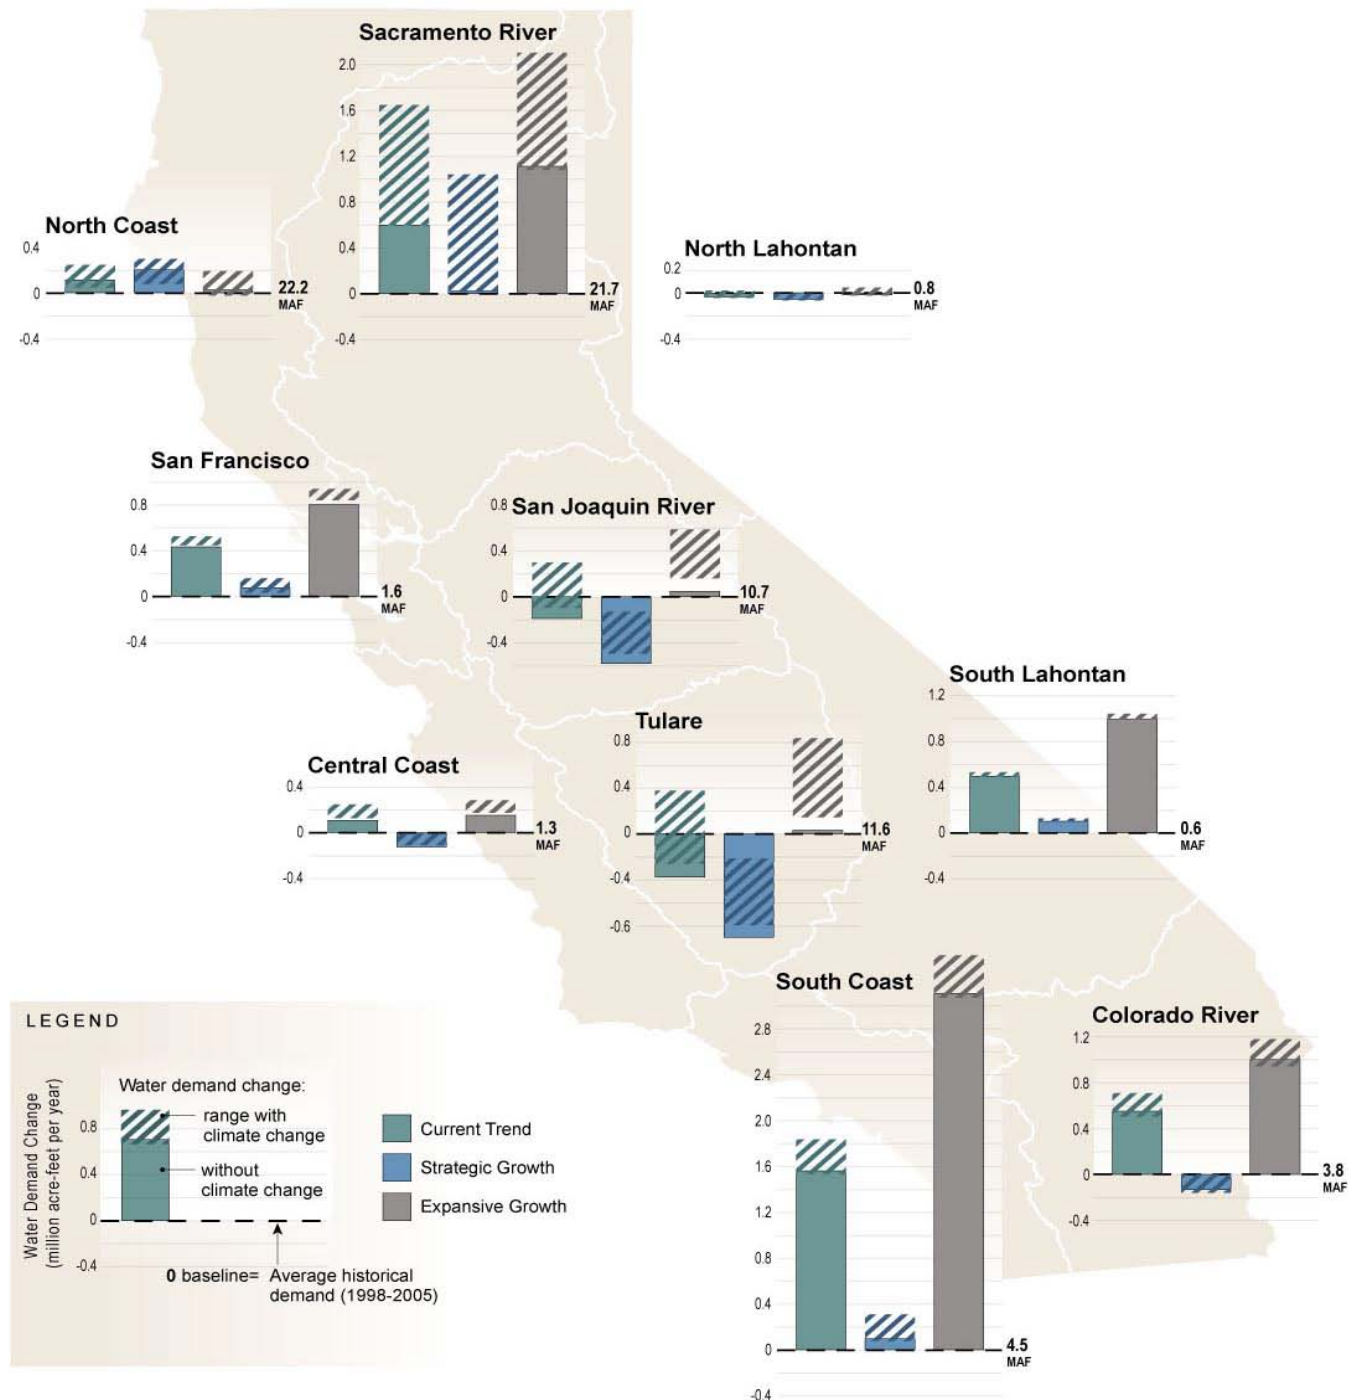 Sacramento River
2.0
1.6
1.2
0.8
0.4
0
-0.4
21.7
MAF
North Coast
0.4
0
-0.4
22.2
MAF
North Lahontan
0.2
0
-0.4
0.8
MAF
San Francisco
0.8
0.4
0
-0.4
1.6
MAF
San Joaquin River
0.8
0.4
0
-0.4
10.7
MAF
South Lahontan
1.2
0.8
0.4
0
-0.4
0.6
MAF
Tulare
0.8
0.4
0
-0.4
-0.6
11.6
MAF
Central Coast
0.4
0
-0.4
1.3
MAF
South Coast
2.8
2.4
2.0
1.6
1.2
0.8
0.4
0
-0.4
4.5
MAF
Colorado River
1.2
0.8
0.4
0
-0.4
3.8
MAF
LEGEND
Water Demand Change
(million acre-feet per year)
Water demand change:
0.8
0.4
0
-0.4
range with
climate change
without
climate change
0 baseline= Average historical
demand (1998-2005)
Current Trend
Strategic Growth
Expansive Growth